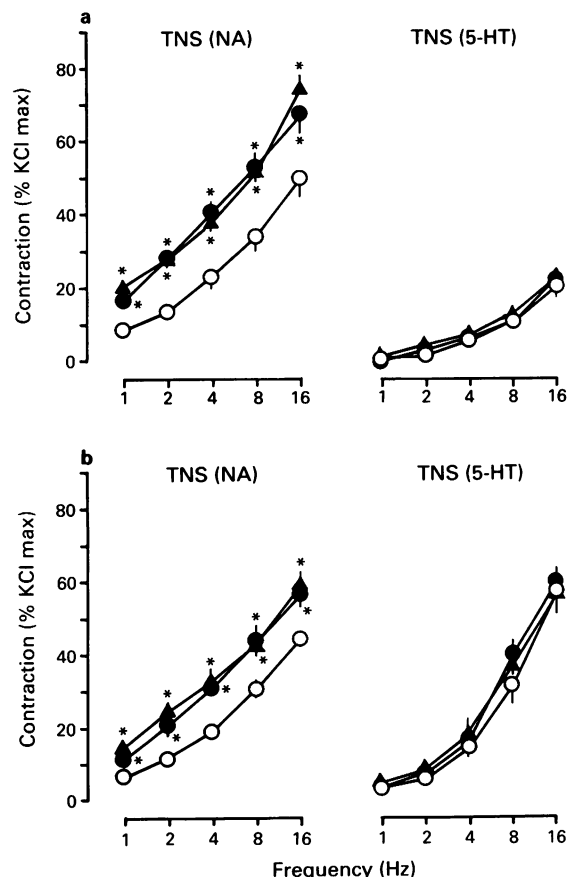 a
TNS (NA)
TNS (5-HT)
Contraction (% KCl max)
80
60
40
20
0
*
*
*
*
*
*
*
*
*
*
1 2 4 8 16
1 2 4 8 16
b
TNS (NA)
TNS (5-HT)
Contraction (% KCl max)
80
60
40
20
0
*
*
*
*
*
*
*
*
*
*
1 2 4 8 16
1 2 4 8 16
Frequency (Hz)